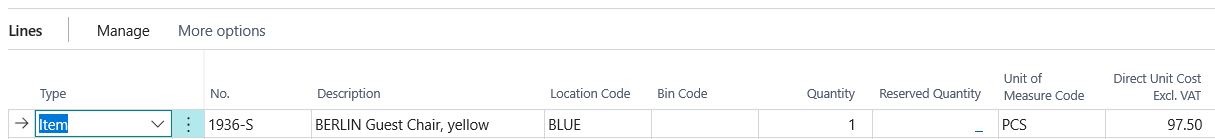 Lines Manage More options
Type No. Description Location Code Bin Code Quantity Reserved Quantity Unit of Measure Code Direct Unit Cost Excl. VAT
Item 1936-S BERLIN Guest Chair, yellow BLUE 1 _ PCS 97.50